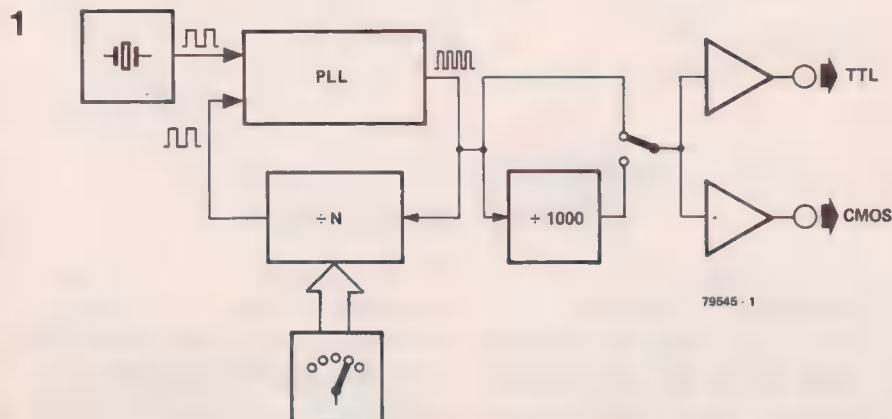 1
PLL
TTL
÷ N
÷ 1000
CMOS
79545 - 1